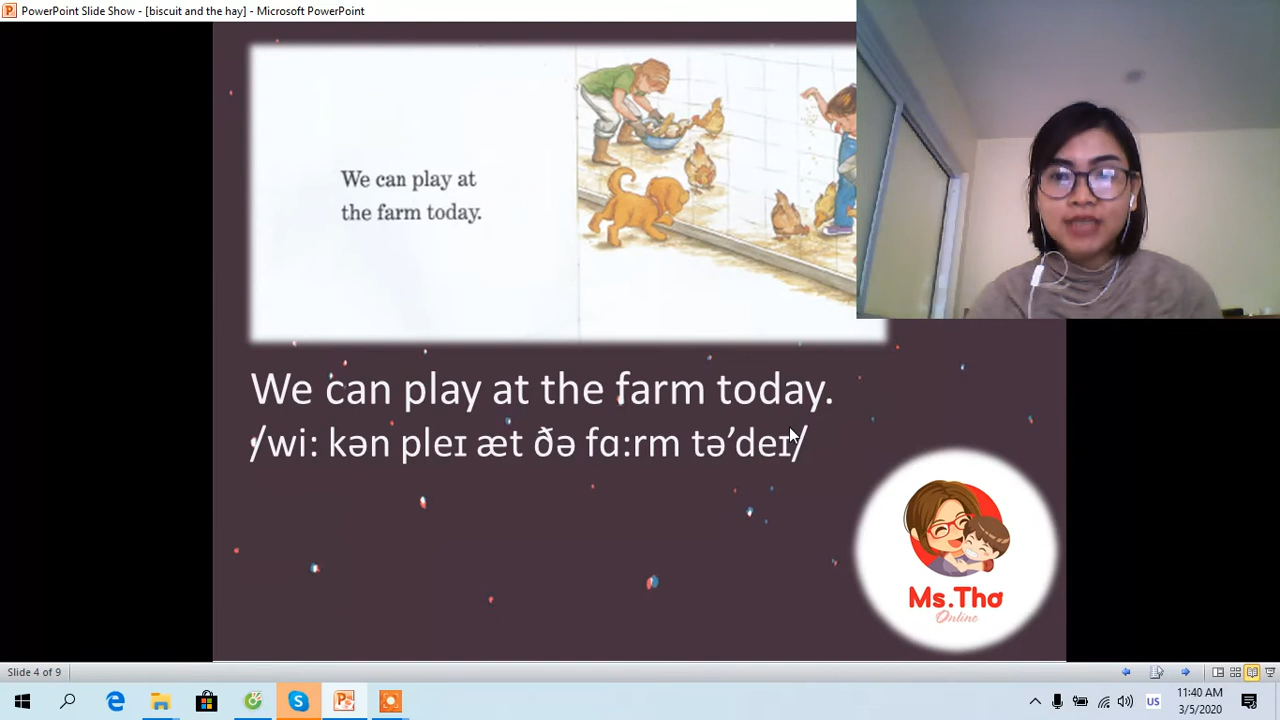 PowerPoint Slide Show - [biscuit and the hay] - Microsoft PowerPoint
We can play at
the farm today.
We can play at the farm today.
/wi: kən pleɪ æt ðə fɑ:rm tə’deɪ/
Ms.Thơ
Online
Slide 4 of 9
US
11:40 AM
3/5/2020